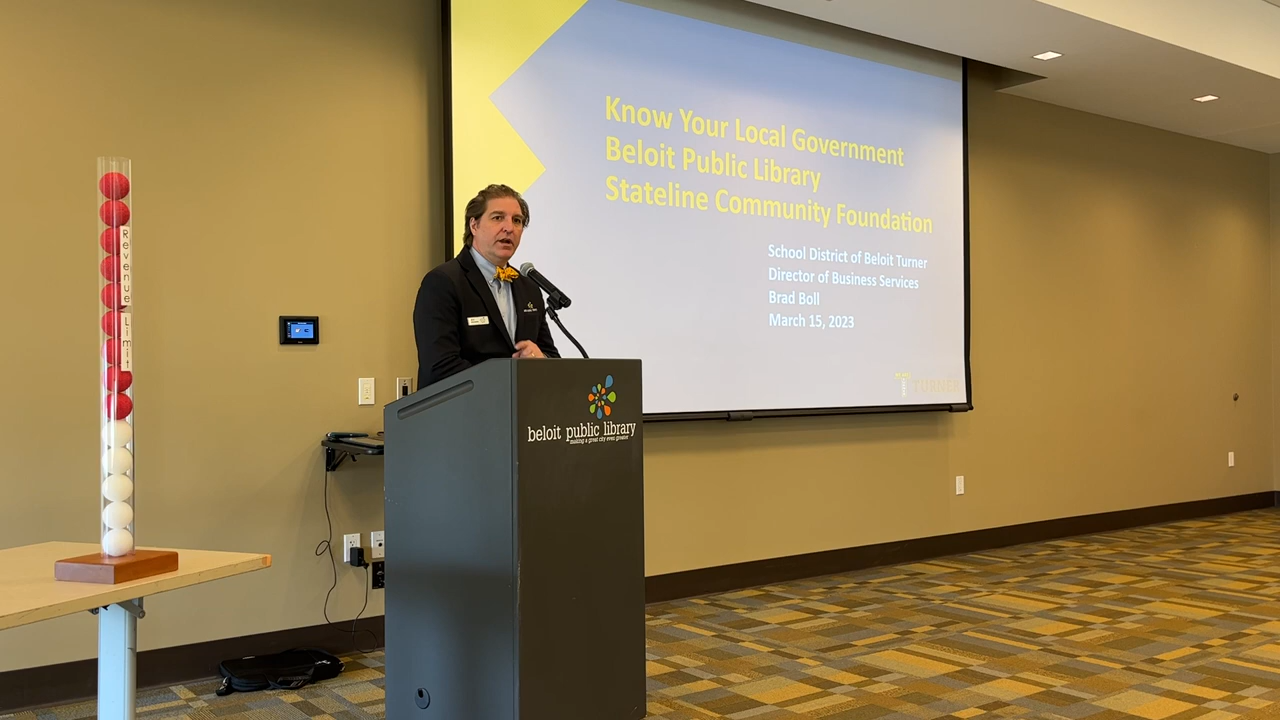 Know Your Local Government
Beloit Public Library
Stateline Community Foundation
School District of Beloit Turner
Director of Business Services
Brad Boll
March 15, 2023
TURNER
Revenue Limit
beloit public library
making a great city even greater